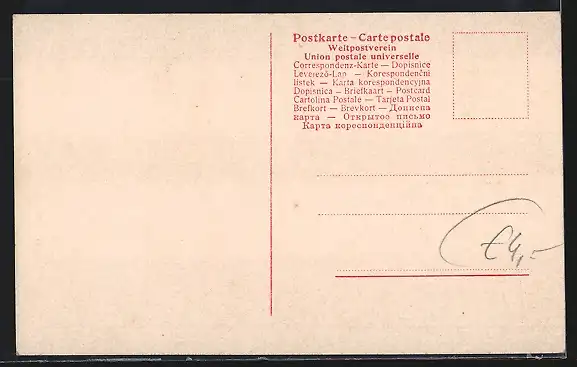 Postkarte – Carte postale
Weltpostverein
Union postale universelle
Correspondenz-Karte — Dopisnice
Levelező-Lap — Korespondenční
lístek — Karta korespondencyjna
Dopisnica — Briefkaart — Postcard
Cartolina Postale — Tarjeta Postal
Brefkort — Brevkort — Дописна
карта — Открытое письмо
Карта кореспонденційна
€4,–